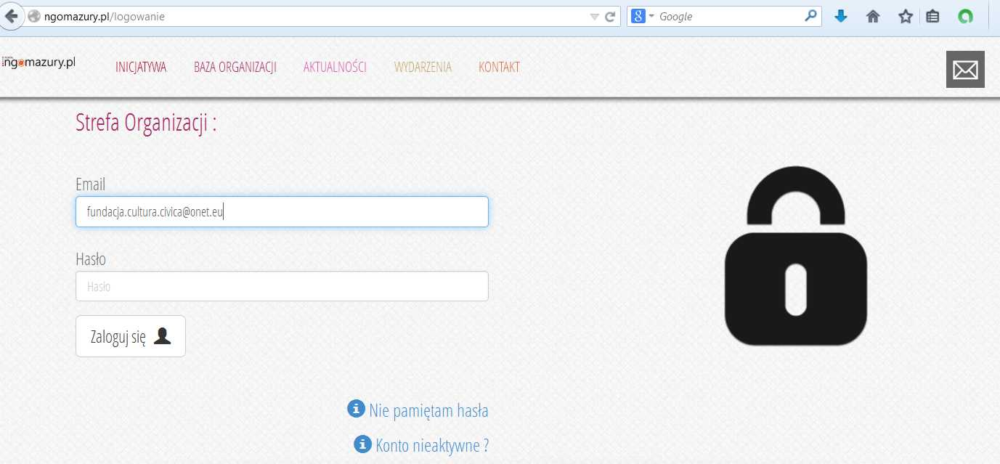 ngomazury.pl/logowanie
8 Google
ngomazury.pl
INICJATYWA BAZA ORGANIZACJI AKTUALNOŚCI WYDARZENIA KONTAKT
Strefa Organizacji :
Email
fundacja.cultura.civica@onet.eu
Hasło
Hasło
Zaloguj się
Nie pamiętam hasła
Konto nieaktywne ?